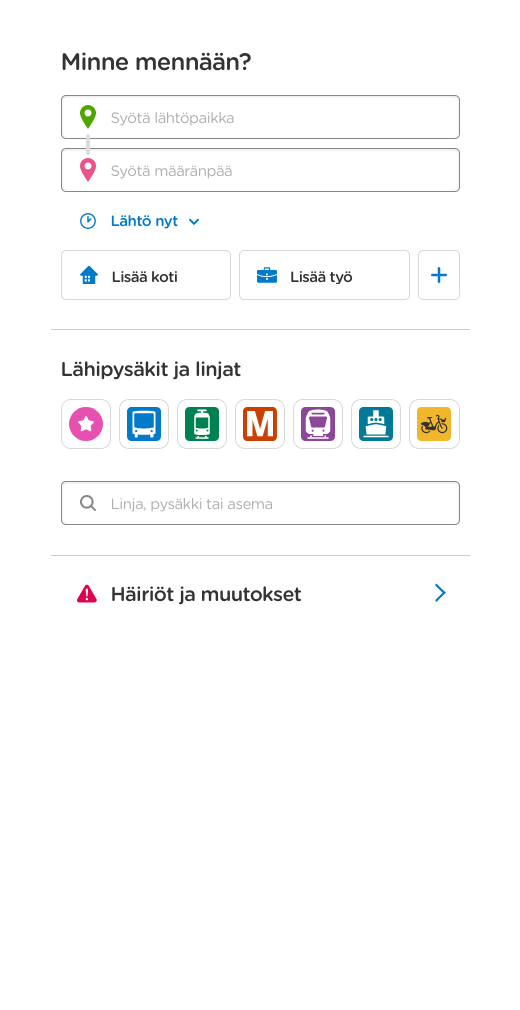 Minne mennään?
Syötä lähtöpaikka
Syötä määränpää
Lähtö nyt
Lisää koti
Lisää työ
Lähipysäkit ja linjat
M
Linja, pysäkki tai asema
Häiriöt ja muutokset